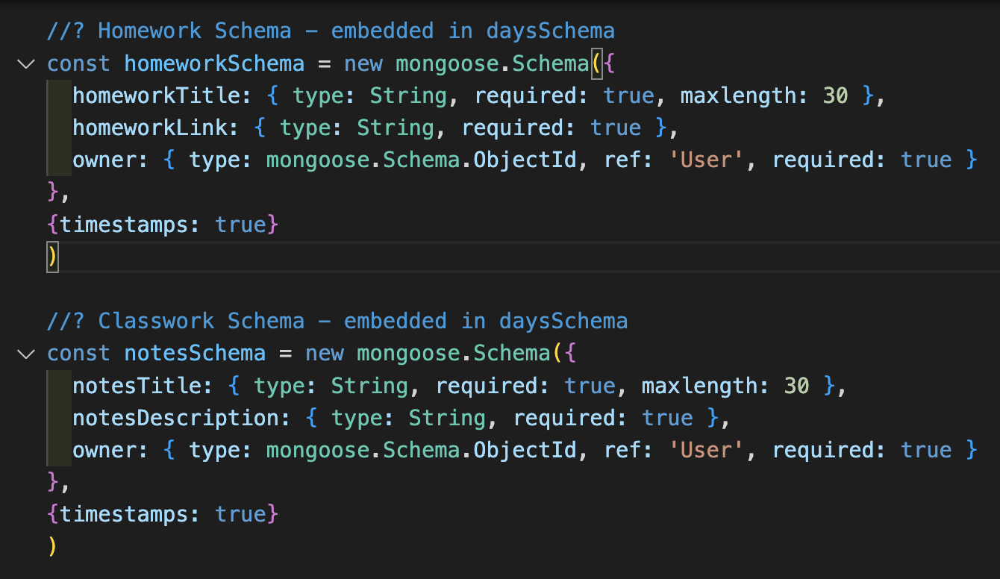 //? Homework Schema – embedded in daysSchema
const homeworkSchema = new mongoose.Schema({
homeworkTitle: { type: String, required: true, maxlength: 30 },
homeworkLink: { type: String, required: true },
owner: { type: mongoose.Schema.ObjectId, ref: 'User', required: true }
},
{timestamps: true}
)
//? Classwork Schema – embedded in daysSchema
const notesSchema = new mongoose.Schema({
notesTitle: { type: String, required: true, maxlength: 30 },
notesDescription: { type: String, required: true },
owner: { type: mongoose.Schema.ObjectId, ref: 'User', required: true }
},
{timestamps: true}
)